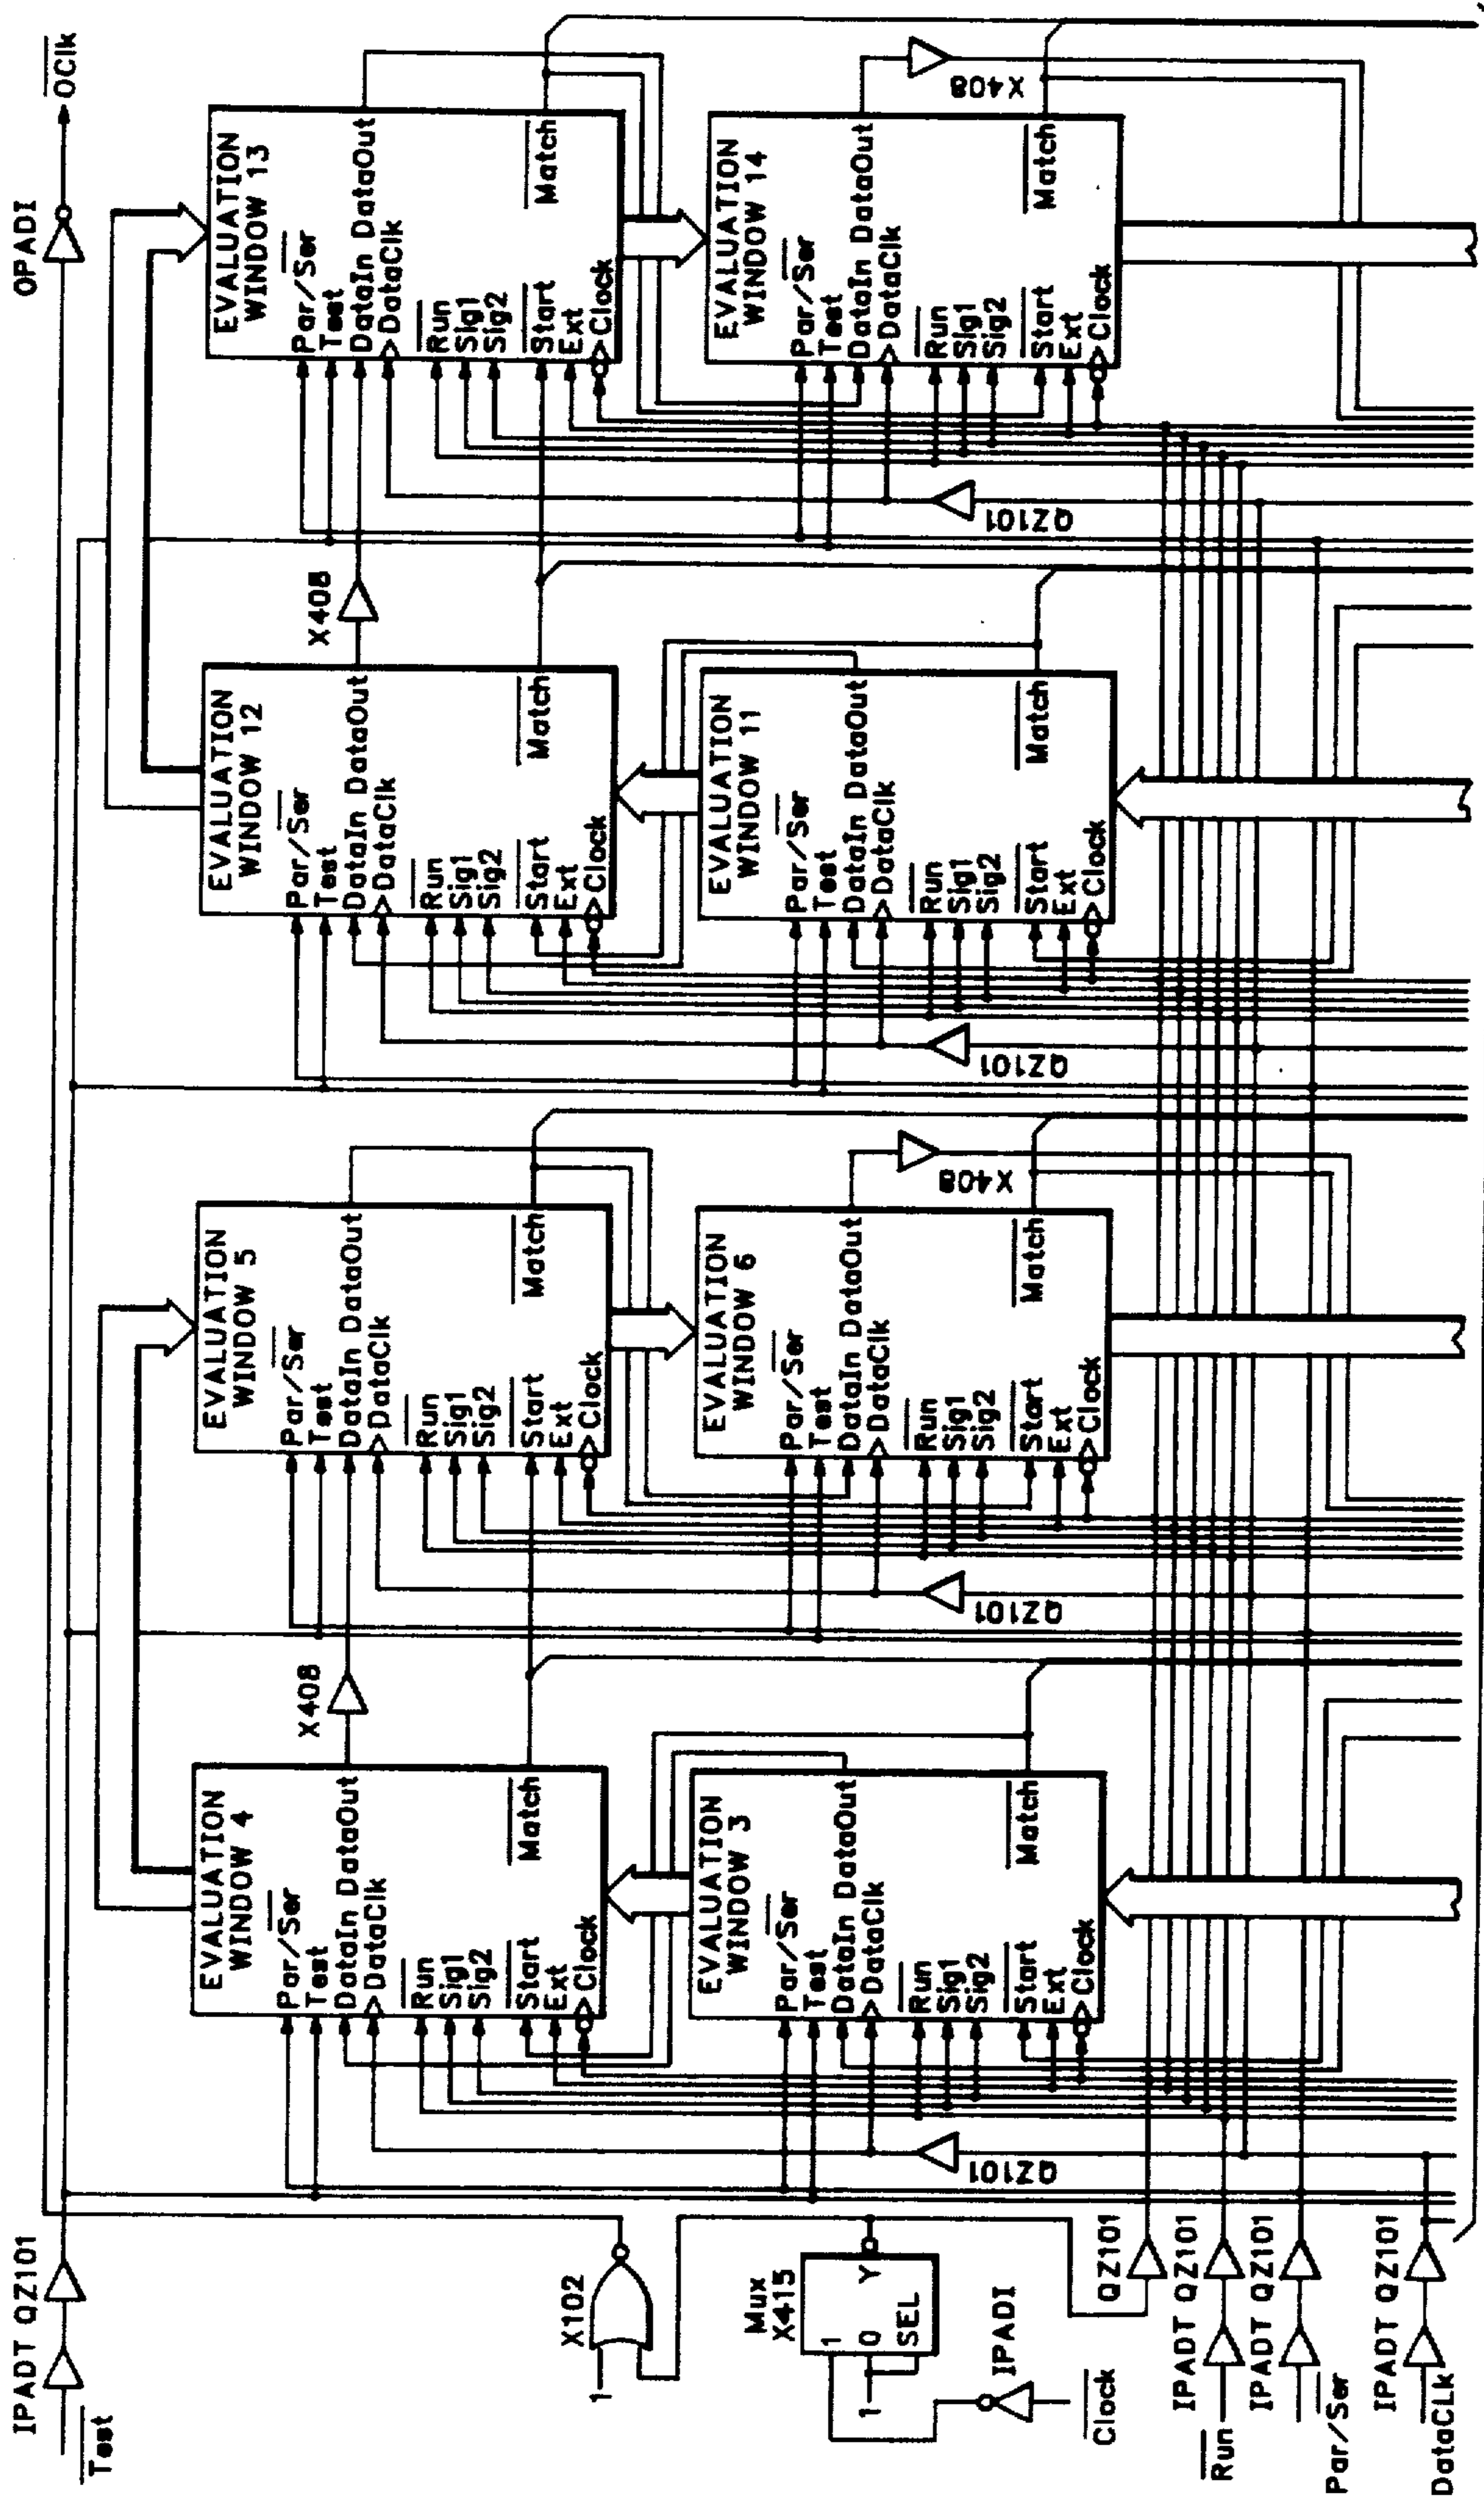 IPADT QZ101
Test
OPADI
OClk
EVALUATION
WINDOW 4
Par/Ser
Test
DataIn DataOut
DataClk
Run
Sig1
Sig2
Start
Match
Ext
Clock
X408
EVALUATION
WINDOW 5
Par/Ser
Test
DataIn DataOut
DataClk
Run
Sig1
Sig2
Start
Match
Ext
Clock
EVALUATION
WINDOW 12
Par/Ser
Test
DataIn DataOut
DataClk
Run
Sig1
Sig2
Start
Match
Ext
Clock
X408
EVALUATION
WINDOW 13
Par/Ser
Test
DataIn DataOut
DataClk
Run
Sig1
Sig2
Start
Match
Ext
Clock
X102
1
Mux
X415
1
0
SEL
Y
1
IPADI
Clock
EVALUATION
WINDOW 3
Par/Ser
Test
DataIn DataOut
DataClk
Run
Sig1
Sig2
Start
Match
Ext
Clock
QZ101
EVALUATION
WINDOW 6
Par/Ser
Test
DataIn DataOut
DataClk
Run
Sig1
Sig2
Start
Match
Ext
Clock
QZ101
X408
EVALUATION
WINDOW 11
Par/Ser
Test
DataIn DataOut
DataClk
Run
Sig1
Sig2
Start
Match
Ext
Clock
QZ101
EVALUATION
WINDOW 14
Par/Ser
Test
DataIn DataOut
DataClk
Run
Sig1
Sig2
Start
Match
Ext
Clock
QZ101
X408
QZ101
IPADT QZ101
Run
IPADT QZ101
Par/Ser
IPADT QZ101
DataCLk